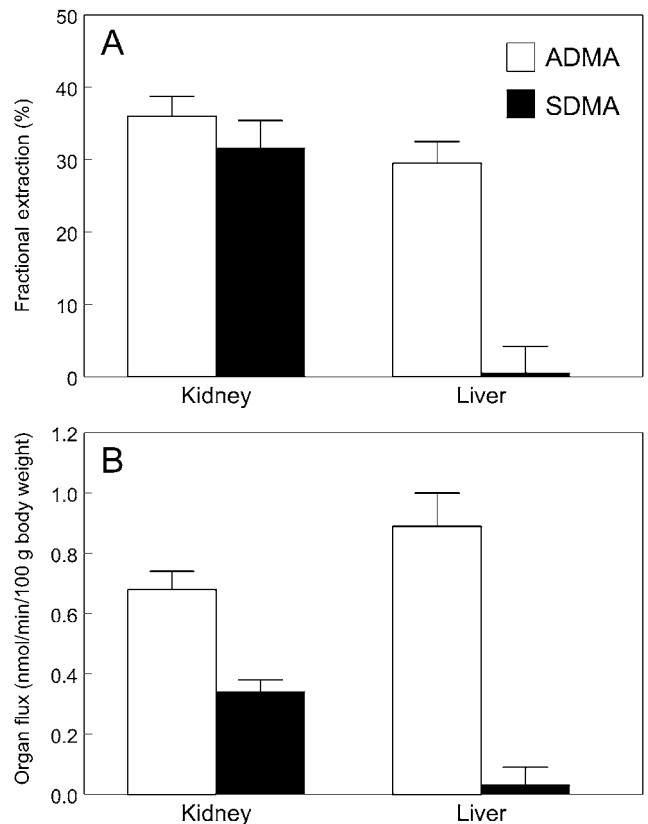 A
ADMA
SDMA
Fractional extraction (%)
50
40
30
20
10
0
Kidney Liver
B
Organ flux (nmol/min/100 g body weight)
1.2
1.0
0.8
0.6
0.4
0.2
0.0
Kidney Liver